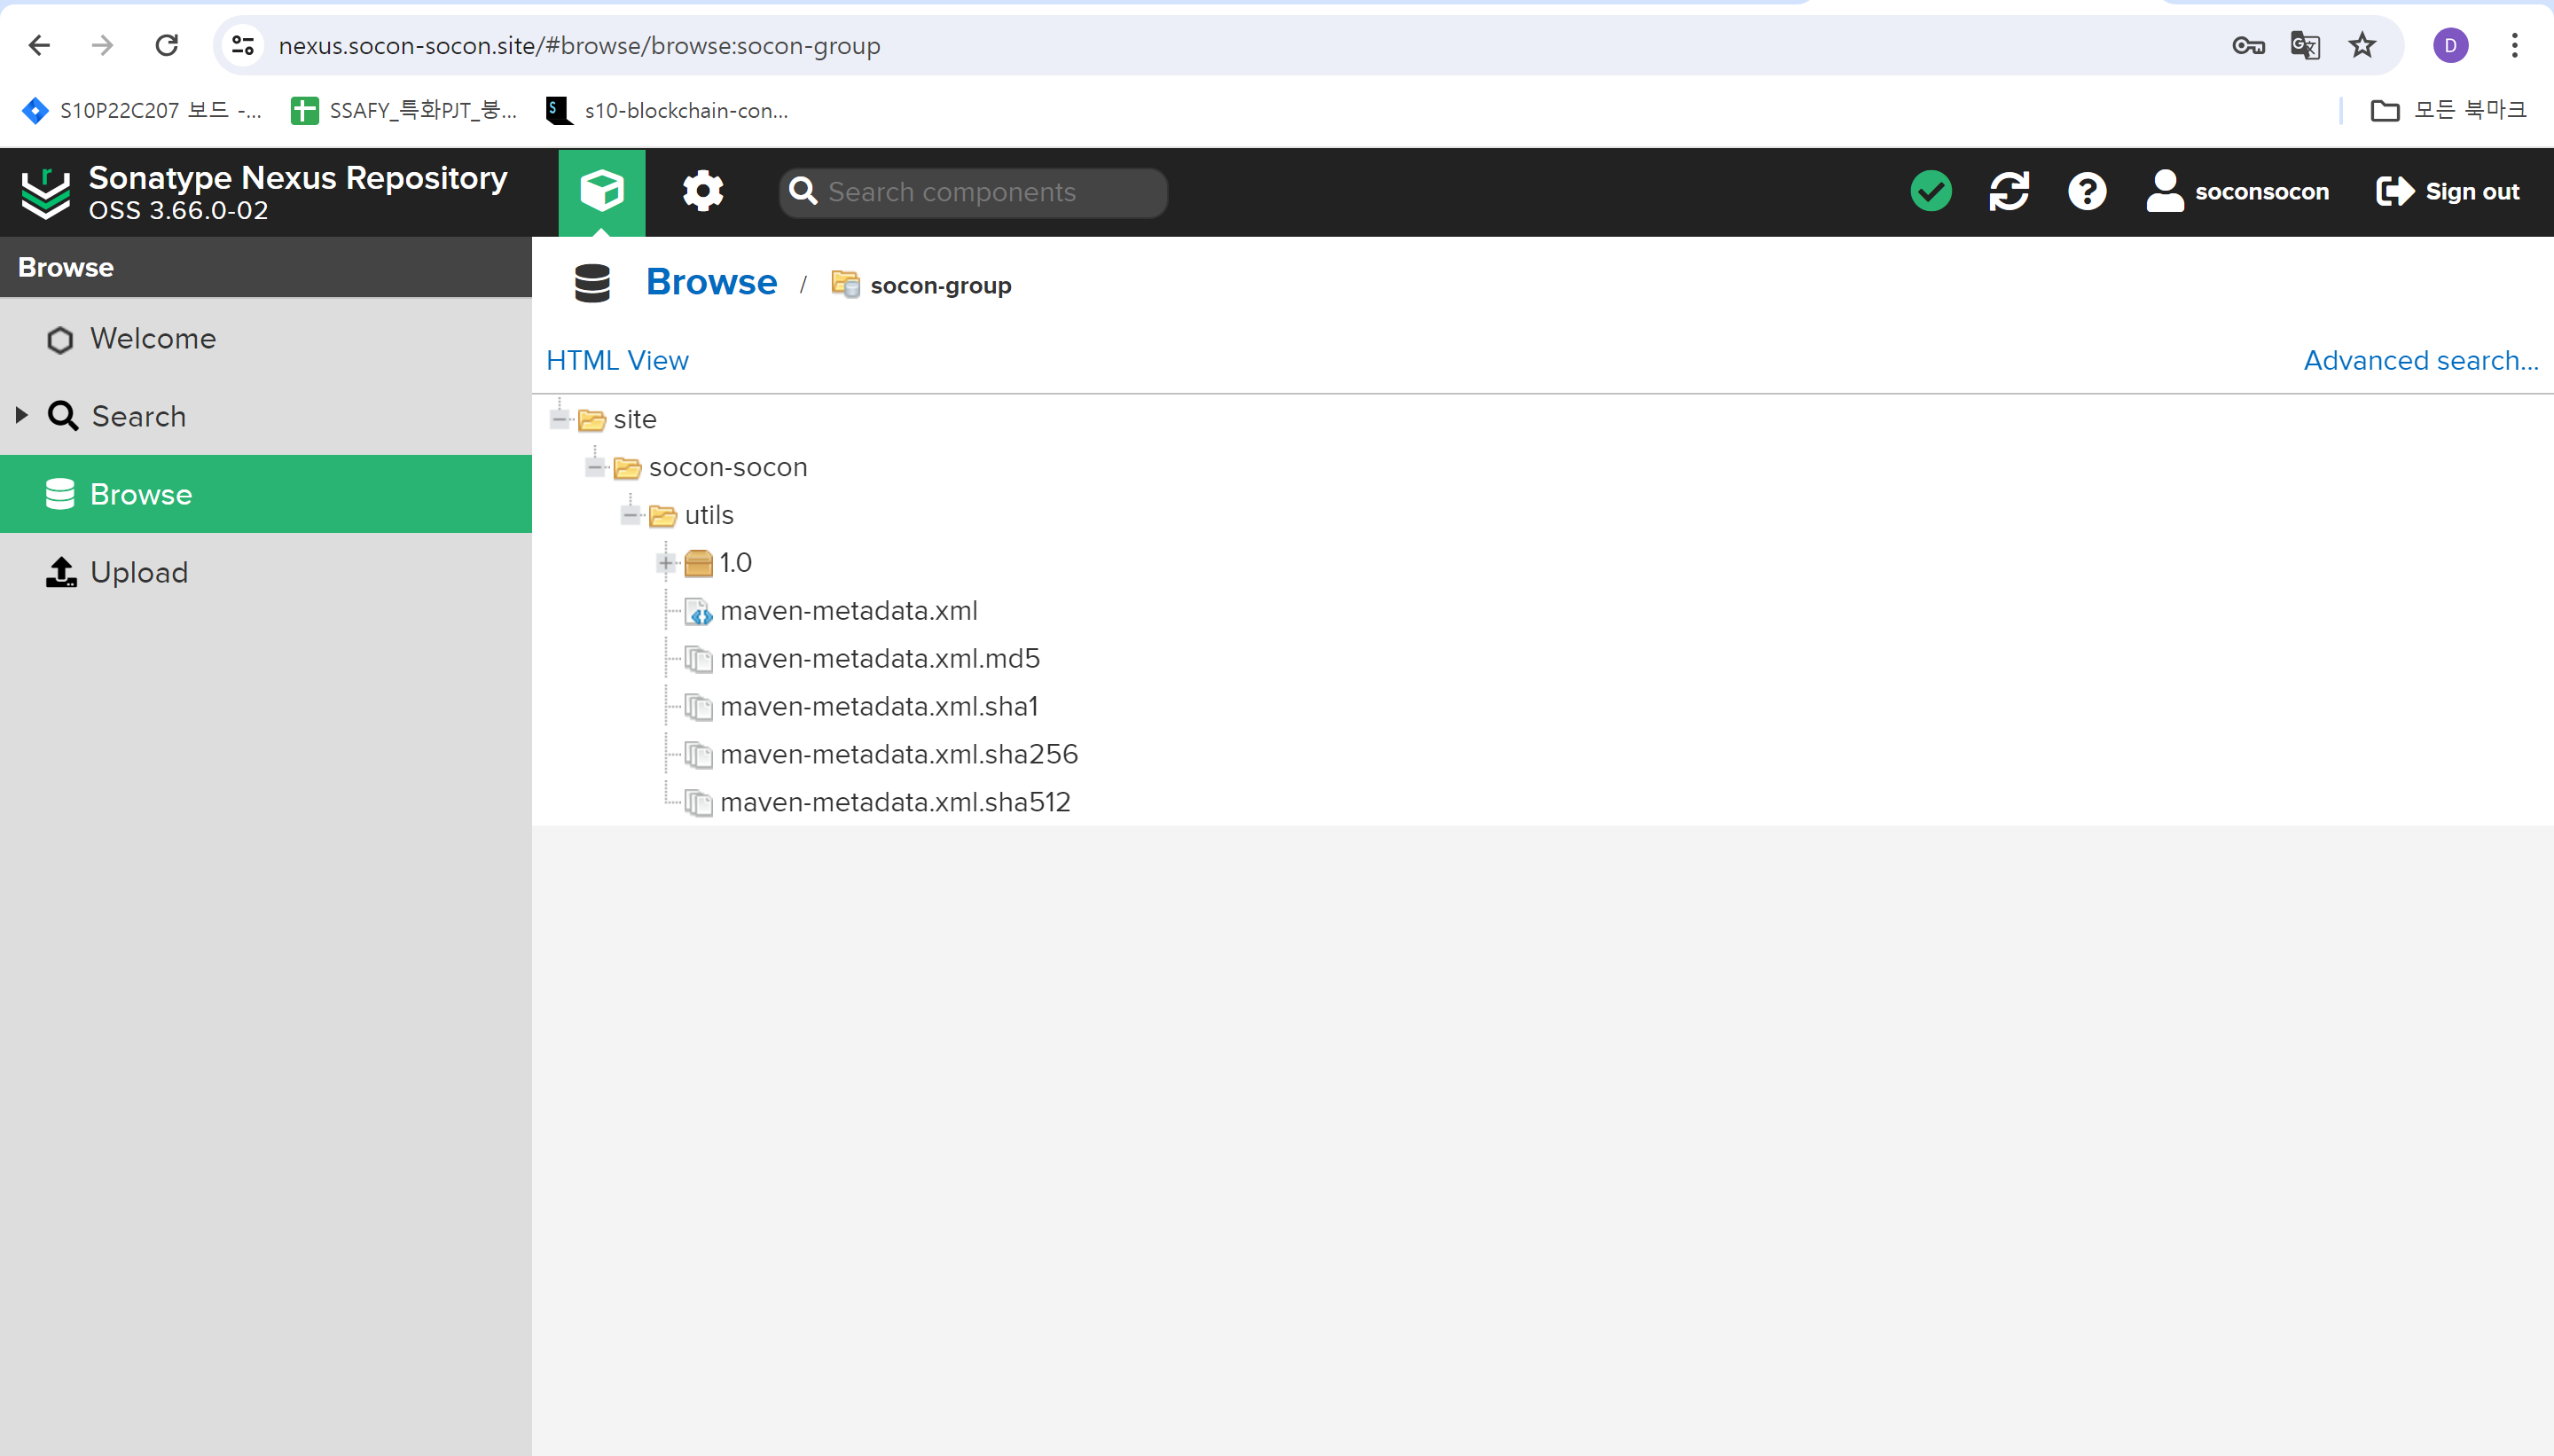 nexus.socon-socon.site/#browse/browse:socon-group
D
S10P22C207 보드 -...
SSAFY_특화PJT_붕...
s10-blockchain-con...
모든 북마크
Sonatype Nexus Repository
OSS 3.66.0-02
Search components
soconsocon
Sign out
Browse
Welcome
Search
Browse
Upload
Browse / socon-group
HTML View
Advanced search...
site
socon-socon
utils
1.0
maven-metadata.xml
maven-metadata.xml.md5
maven-metadata.xml.sha1
maven-metadata.xml.sha256
maven-metadata.xml.sha512